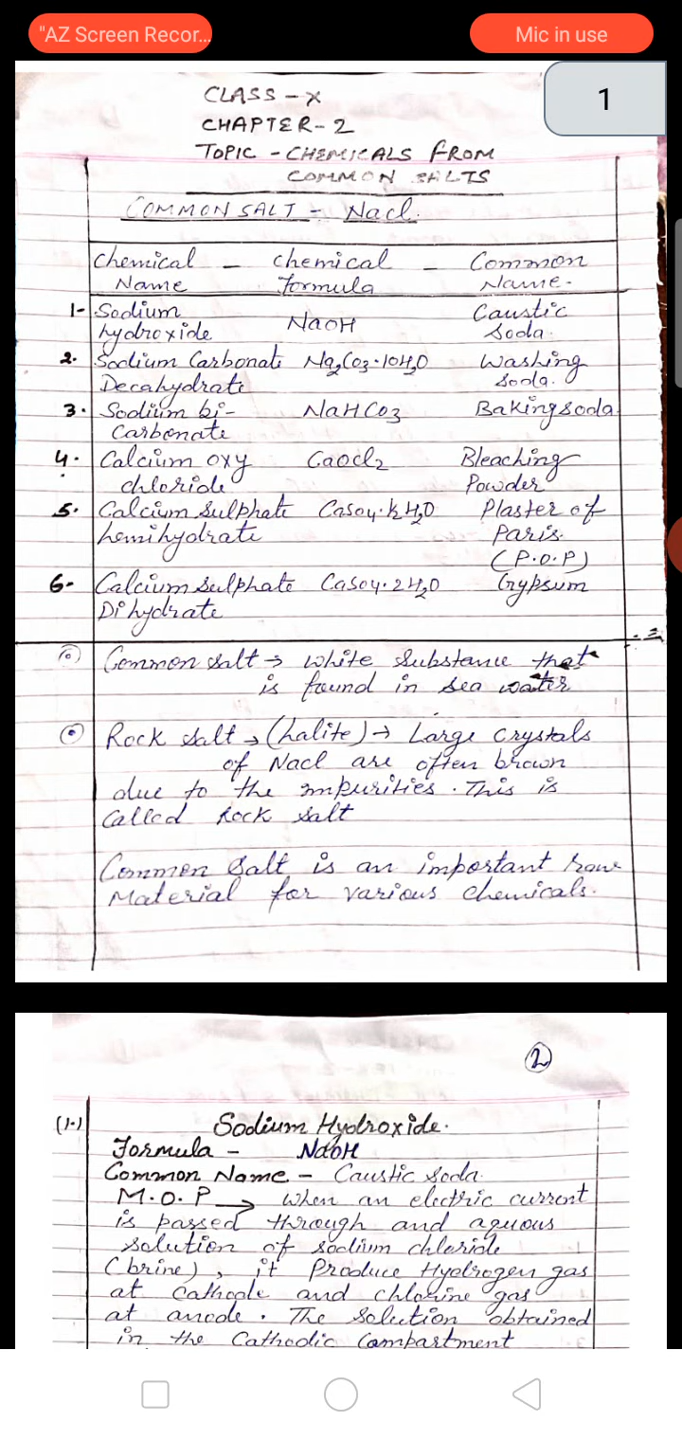 "AZ Screen Recor...
Mic in use
1
CLASS - X
CHAPTER - 2
TOPIC - CHEMICALS FROM
COMMON SALTS
COMMON SALT - Nacl.
Chemical - chemical - Common
Name formula Name.
1- Sodium NaOH Caustic
hydroxide Soda.
2. Sodium Carbonate Na2Co3·10H2O Washing
Decahydrate Soda.
3. Sodium bi- NaHCo3 Baking soda
Carbonate
4. Calcium oxy Caocl2 Bleaching
chloride Powder
5. Calcium Sulphate Caso4·½H2O Plaster of
hemihydrate Paris.
(P.O.P)
6- Calcium Sulphate Caso4·2H2O Gypsum
Dihydrate
Common salt → White Substance that
is found in sea water
Rock salt → (halite) → Large crystals
of Nacl are often brown
due to the impurities. This is
Called Rock salt
Common Salt is an important raw
Material for various chemicals.
2
(1.) Sodium Hydroxide.
Formula - NaOH
Common Name - Caustic Soda.
M.O.P → When an electric current
is passed through and aquous
solution of sodium chloride
(brine), it Produce Hydrogen gas
at cathode and chlorine gas
at anode. The Solution obtained
in the Cathodic Compartment